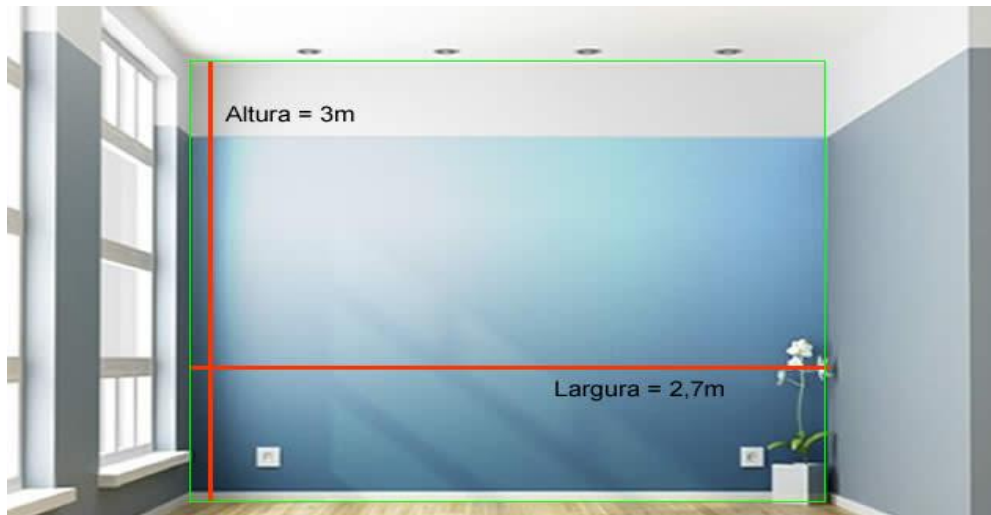 Altura = 3m
Largura = 2,7m